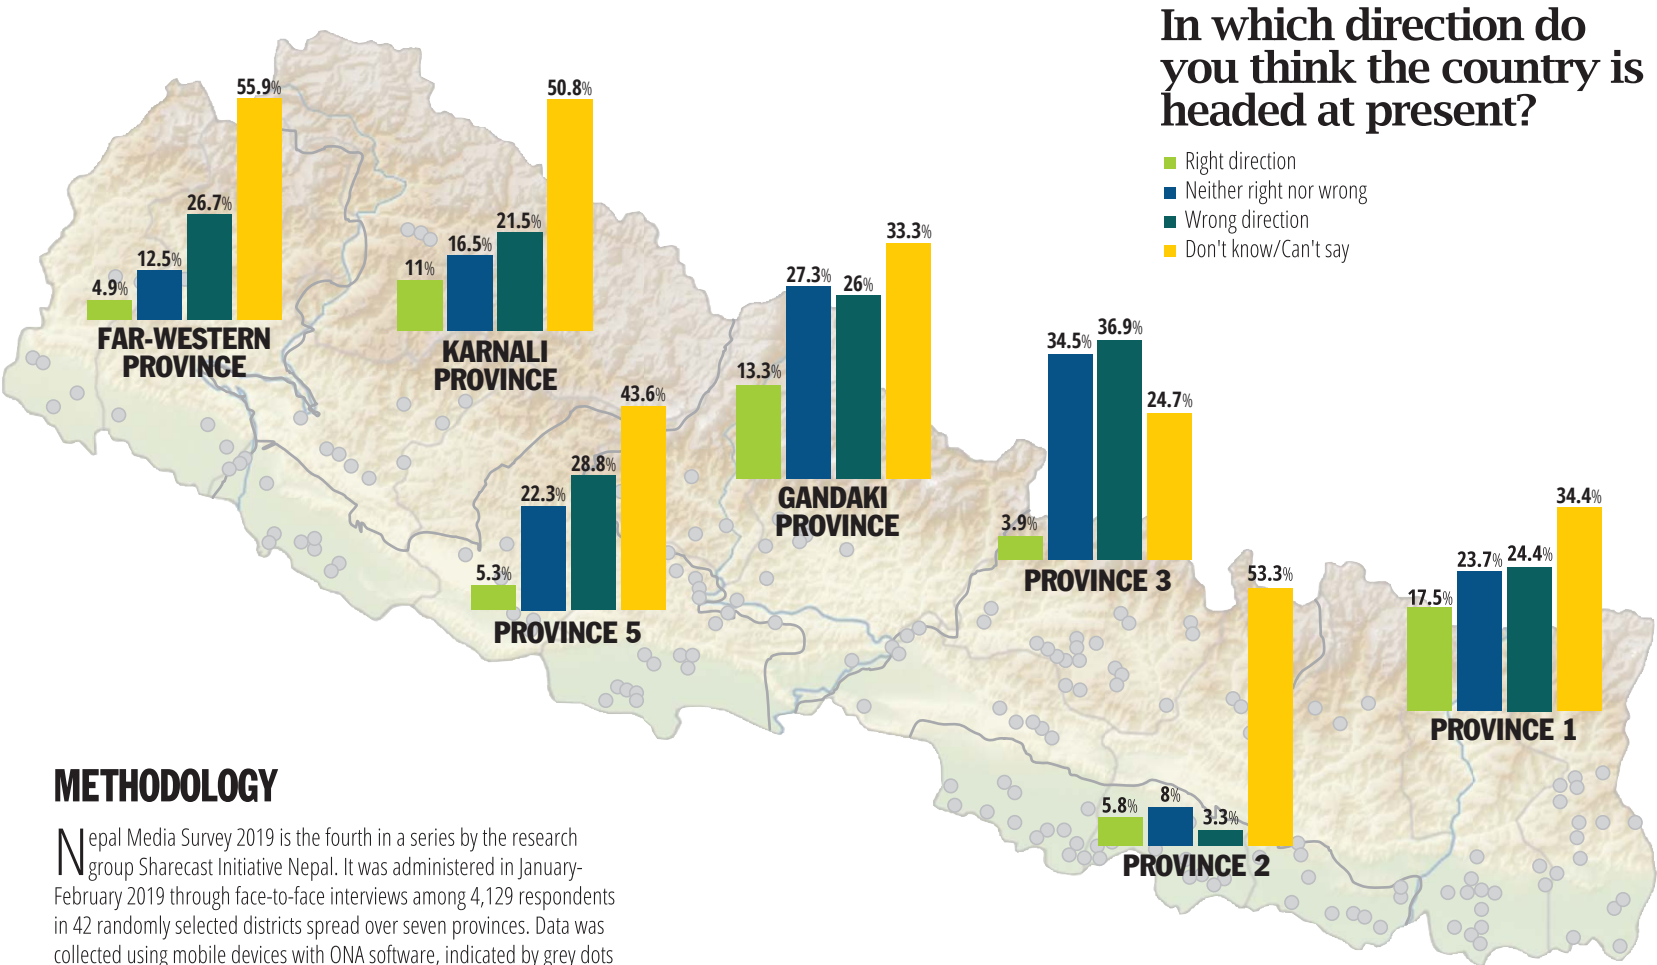 In which direction do
you think the country is
headed at present?
Right direction
Neither right nor wrong
Wrong direction
Don't know/Can't say
4.9%
12.5%
26.7%
55.9%
FAR-WESTERN
PROVINCE
11%
16.5%
21.5%
50.8%
KARNALI
PROVINCE
5.3%
22.3%
28.8%
43.6%
PROVINCE 5
13.3%
27.3%
26%
33.3%
GANDAKI
PROVINCE
3.9%
34.5%
36.9%
24.7%
PROVINCE 3
5.8%
8%
3.3%
53.3%
PROVINCE 2
17.5%
23.7%
24.4%
34.4%
PROVINCE 1
METHODOLOGY
Nepal Media Survey 2019 is the fourth in a series by the research
group Sharecast Initiative Nepal. It was administered in January-
February 2019 through face-to-face interviews among 4,129 respondents
in 42 randomly selected districts spread over seven provinces. Data was
collected using mobile devices with ONA software, indicated by grey dots